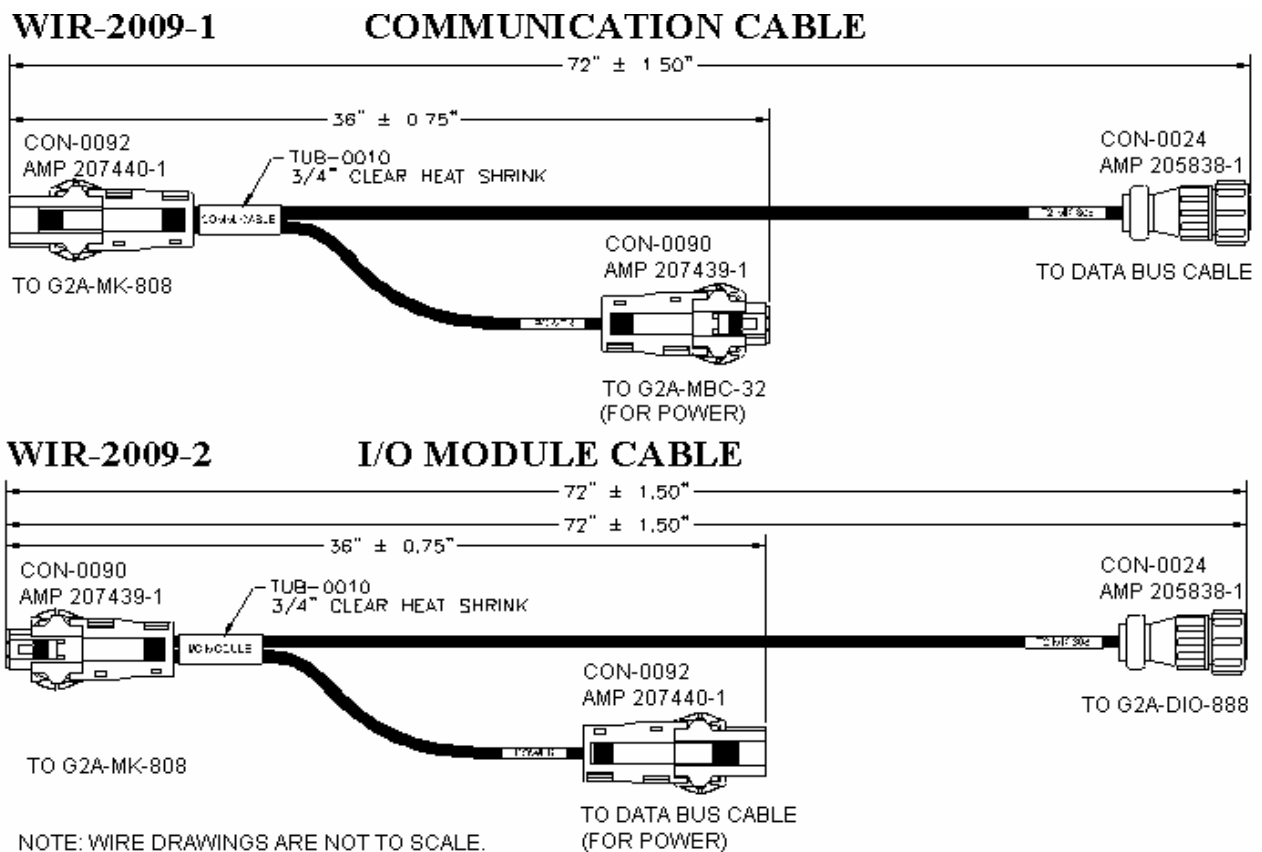 WIR-2009-1 COMMUNICATION CABLE
72" ± 1 50"
36" ± 0 75"
CON-0092
AMP 207440-1
TUB-0010
3/4" CLEAR HEAT SHRINK
CON-0024
AMP 205838-1
TO G2A-MK-808
CON-0090
AMP 207439-1
TO DATA BUS CABLE
TO G2A-MBC-32
(FOR POWER)
WIR-2009-2 I/O MODULE CABLE
72" ± 1.50"
72" ± 1.50"
36" ± 0.75"
CON-0090
AMP 207439-1
TUB-0010
3/4" CLEAR HEAT SHRINK
CON-0024
AMP 205838-1
I/O MODULE
CON-0092
AMP 207440-1
TO G2A-DIO-888
TO G2A-MK-808
TO DATA BUS CABLE
(FOR POWER)
NOTE: WIRE DRAWINGS ARE NOT TO SCALE.